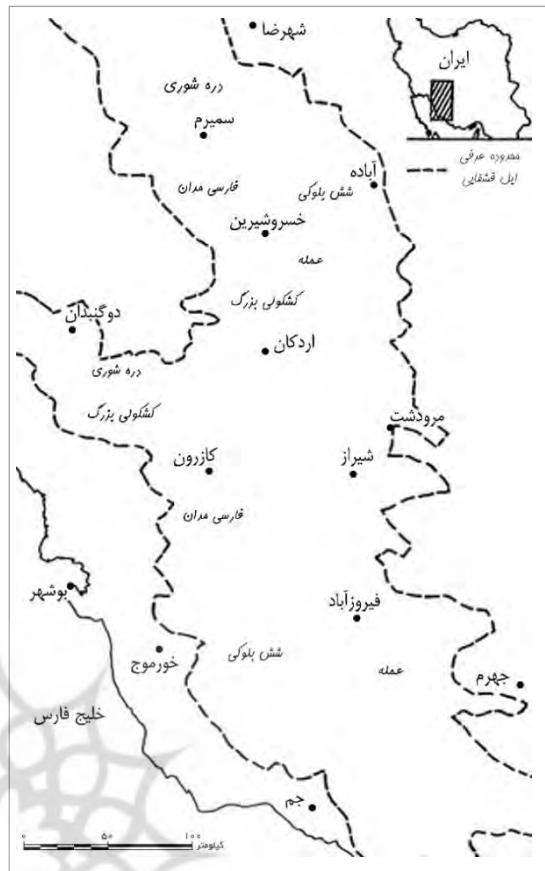 شهرضا
ایران
دره شوری
سمیرم
محدوده عرفی
ایل قشقایی
آباده
شش بلوکی
فارسی مدان
خسروشیرین
عمله
کشکولی بزرگ
دوگنبدان
اردکان
دره شوری
کشکولی بزرگ
مرودشت
کازرون
شیراز
فارسی مدان
بوشهر
فیروزآباد
شش بلوکی
خورموج
عمله
جهرم
خلیج فارس
جم
۰ ۵۰ ۱۰۰
کیلومتر